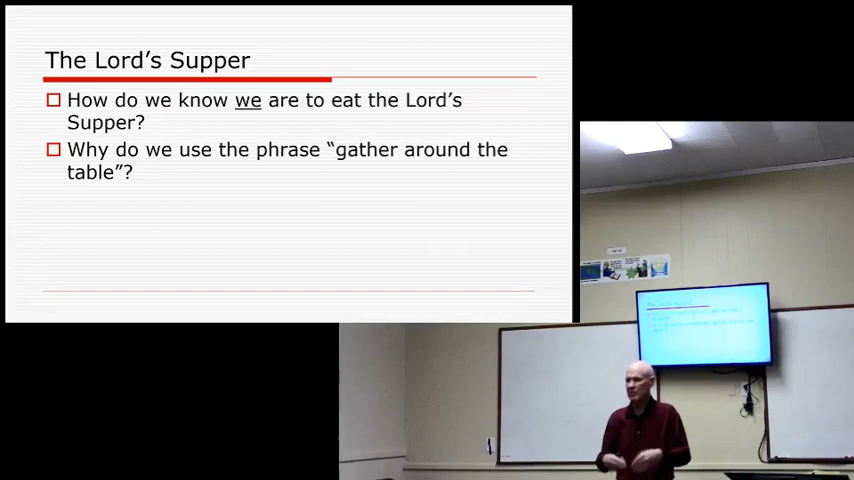 The Lord’s Supper
How do we know we are to eat the Lord’s
Supper?
Why do we use the phrase “gather around the
table”?